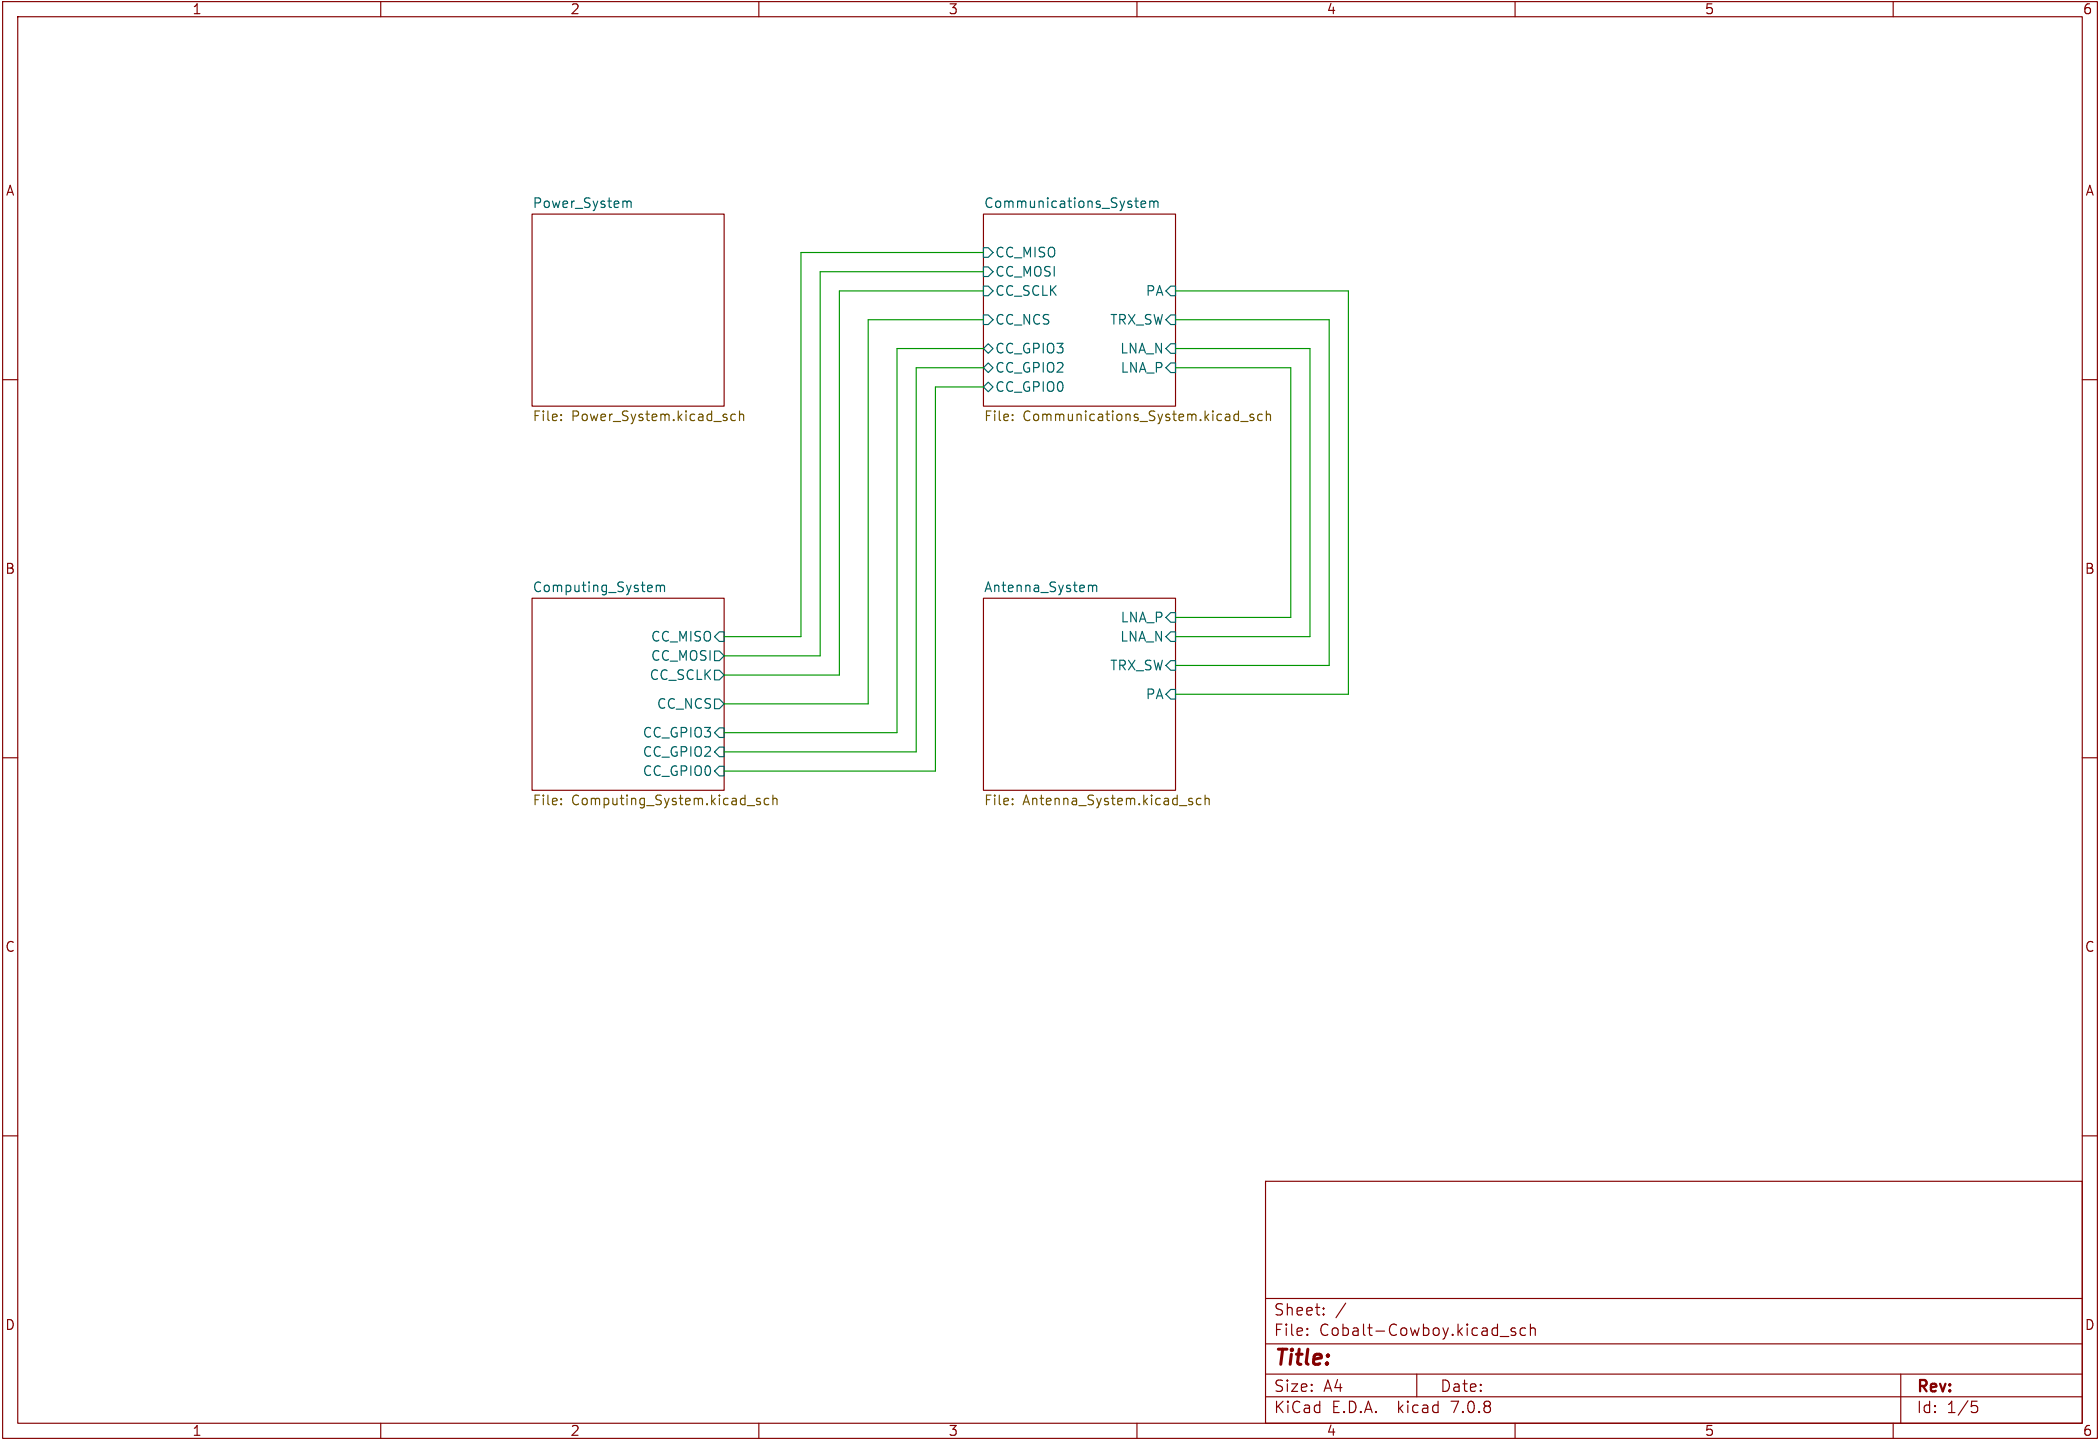 1 2 3 4 5 6
A A
Power_System
Communications_System
CC_MISO
CC_MOSI
CC_SCLK PA
CC_NCS TRX_SW
CC_GPIO3 LNA_N
CC_GPIO2 LNA_P
CC_GPIO0
File: Power_System.kicad_sch
File: Communications_System.kicad_sch
B B
Computing_System
Antenna_System
CC_MISO
CC_MOSI
CC_SCLK
CC_NCS
CC_GPIO3
CC_GPIO2
CC_GPIO0
LNA_P
LNA_N
TRX_SW
PA
File: Computing_System.kicad_sch
File: Antenna_System.kicad_sch
C C
D D
Sheet: /
File: Cobalt-Cowboy.kicad_sch
Title:
Size: A4 Date: Rev:
KiCad E.D.A. kicad 7.0.8 Id: 1/5
1 2 3 4 5 6